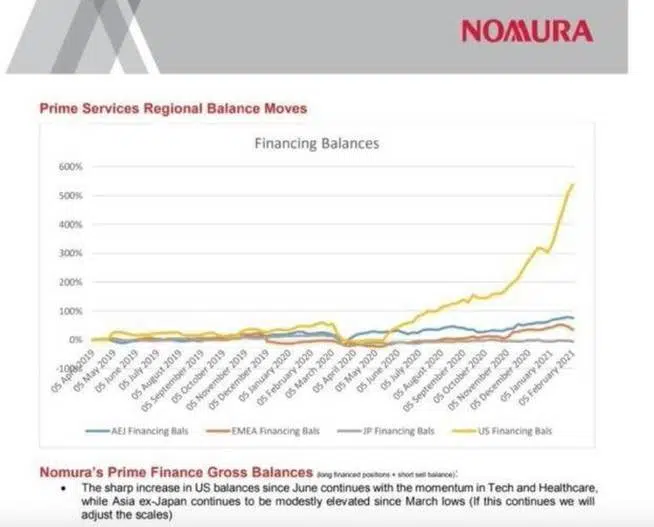 NOMURA
Prime Services Regional Balance Moves
Financing Balances
600%
500%
400%
300%
200%
100%
0%
-100%
05 April 2019
05 May 2019
05 June 2019
05 July 2019
05 August 2019
05 September 2019
05 October 2019
05 November 2019
05 December 2019
05 January 2020
05 February 2020
05 March 2020
05 April 2020
05 May 2020
05 June 2020
05 July 2020
05 August 2020
05 September 2020
05 October 2020
05 November 2020
05 December 2020
05 January 2021
05 February 2021
AEJ Financing Bals EMEA Financing Bals JP Financing Bals US Financing Bals
Nomura's Prime Finance Gross Balances (long financed positions + short sell balance):
• The sharp increase in US balances since June continues with the momentum in Tech and Healthcare,
while Asia ex-Japan continues to be modestly elevated since March lows (If this continues we will
adjust the scales)